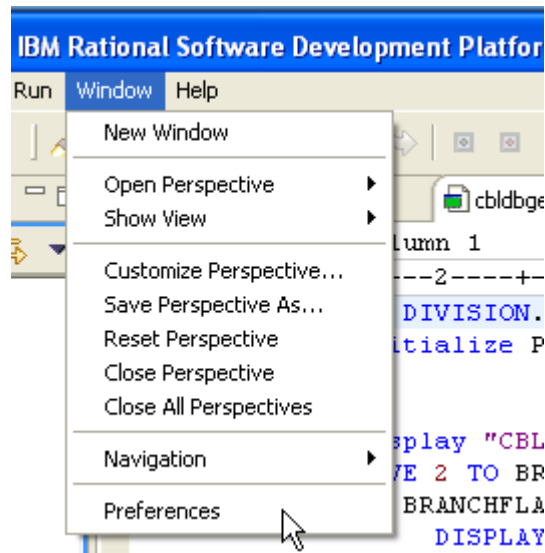 IBM Rational Software Development Platfor
Run Window Help
New Window
Open Perspective
Show View
Customize Perspective...
Save Perspective As...
Reset Perspective
Close Perspective
Close All Perspectives
Navigation
Preferences
cbldbge
lumn 1
---2----+-
DIVISION.
itialize P
splay "CBL
VE 2 TO BR
BRANCHFLA
DISPLAY